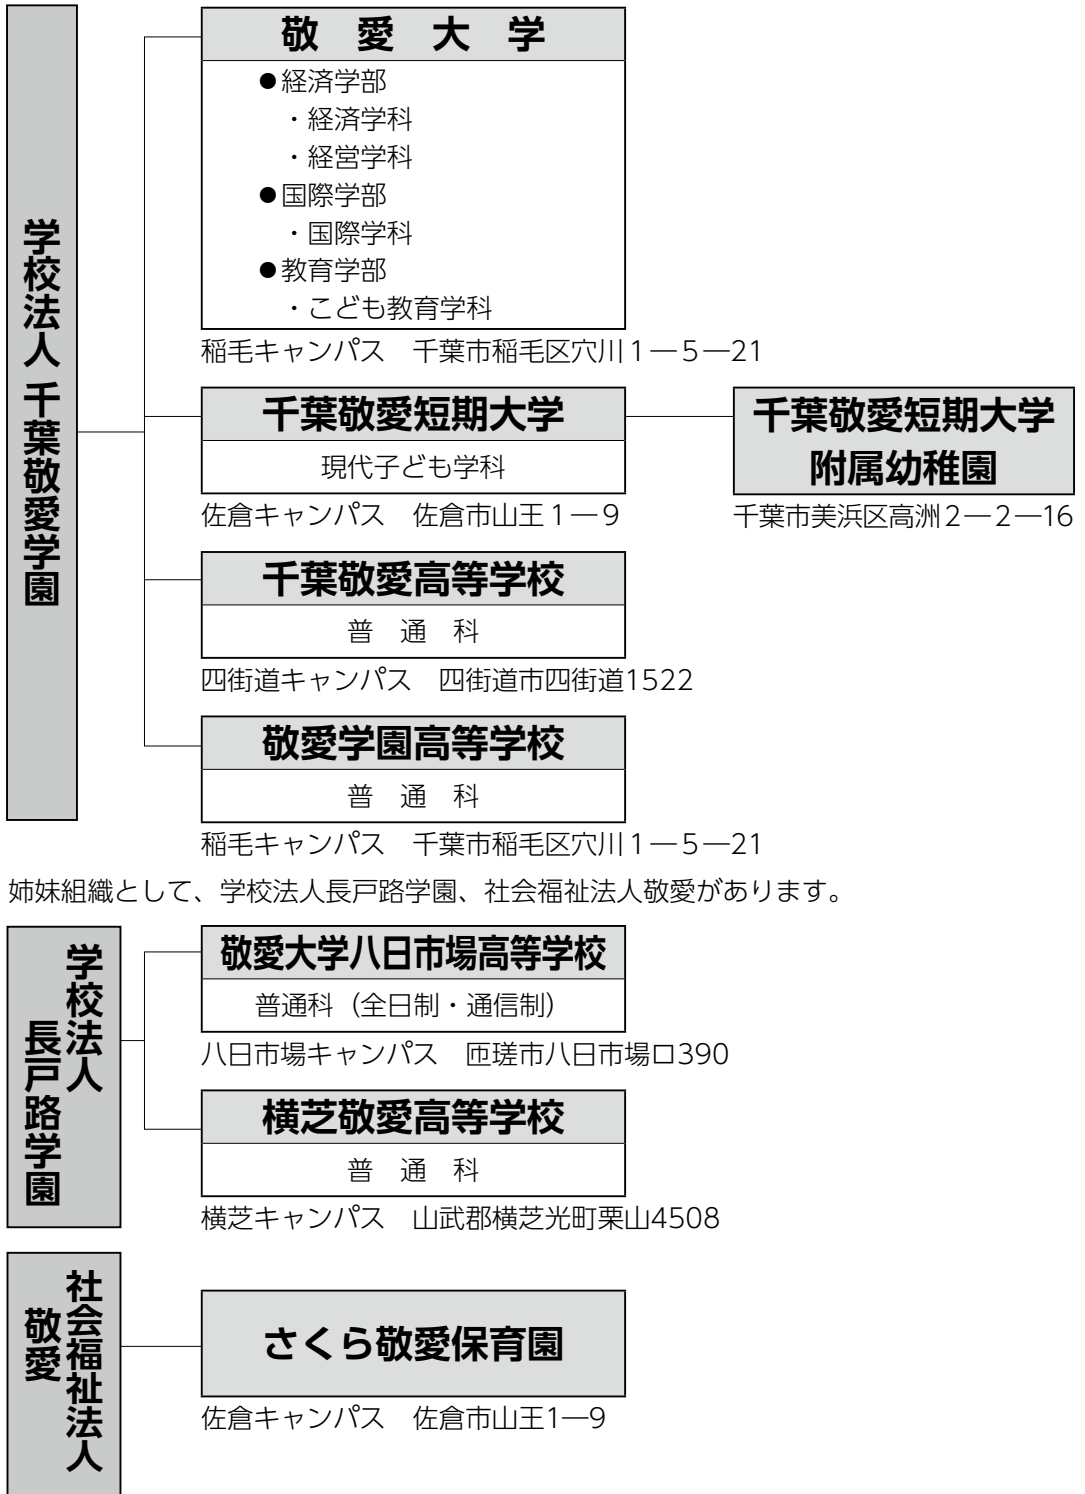 学校法人 千葉敬愛学園
敬　愛　大　学
●経済学部
・経済学科
・経営学科
●国際学部
・国際学科
●教育学部
・こども教育学科
稲毛キャンパス　千葉市稲毛区穴川1―5―21
千葉敬愛短期大学
現代子ども学科
佐倉キャンパス　佐倉市山王1―9
千葉敬愛短期大学
附属幼稚園
千葉市美浜区高洲2―2―16
千葉敬愛高等学校
普　通　科
四街道キャンパス　四街道市四街道1522
敬愛学園高等学校
普　通　科
稲毛キャンパス　千葉市稲毛区穴川1―5―21
姉妹組織として、学校法人長戸路学園、社会福祉法人敬愛があります。
学校法人
長戸路学園
敬愛大学八日市場高等学校
普通科（全日制・通信制）
八日市場キャンパス　匝瑳市八日市場ロ390
横芝敬愛高等学校
普　通　科
横芝キャンパス　山武郡横芝光町栗山4508
社会福祉法人
敬愛
さくら敬愛保育園
佐倉キャンパス　佐倉市山王1―9